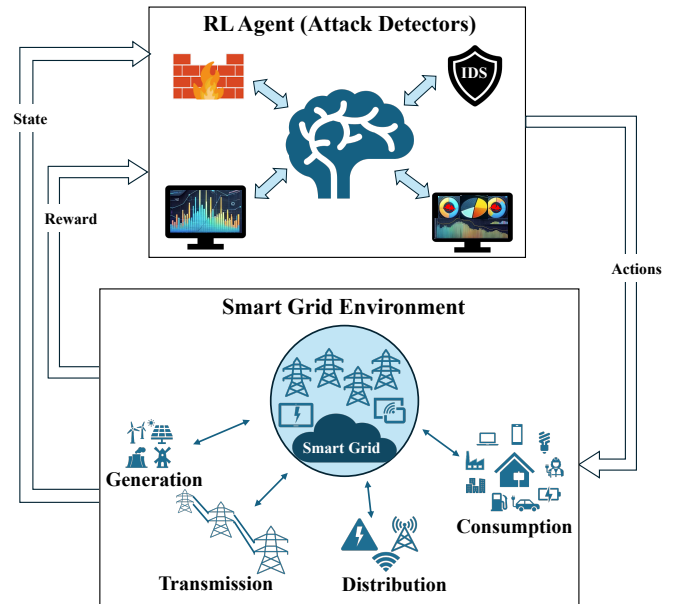 RL Agent (Attack Detectors)
IDS
State
Reward
Actions
Smart Grid Environment
Smart Grid
Generation
Consumption
Transmission
Distribution